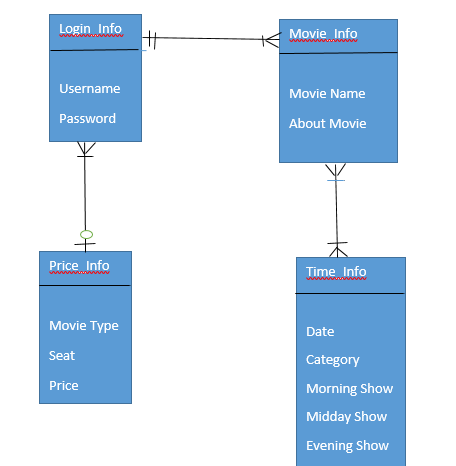 Login_Info
Username
Password
Movie_Info
Movie Name
About Movie
Price_Info
Movie Type
Seat
Price
Time_Info
Date
Category
Morning Show
Midday Show
Evening Show